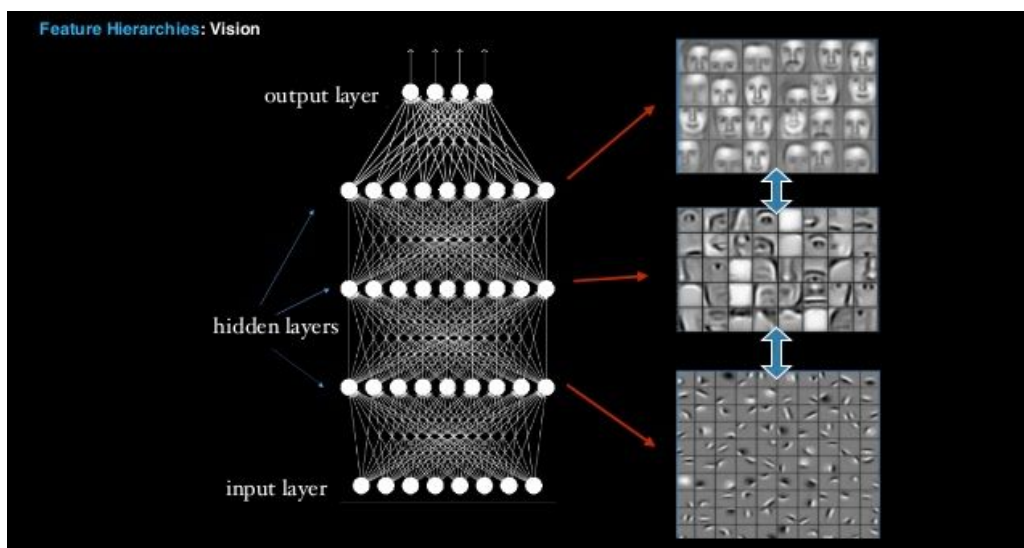 Feature Hierarchies: Vision
output layer
hidden layers
input layer